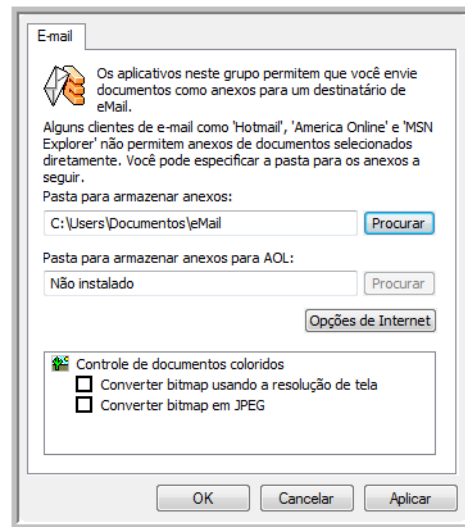 E-mail
Os aplicativos neste grupo permitem que você envie
documentos como anexos para um destinatário de
eMail.
Alguns clientes de e-mail como 'Hotmail', 'America Online' e 'MSN
Explorer' não permitem anexos de documentos selecionados
diretamente. Você pode especificar a pasta para os anexos a
seguir.
Pasta para armazenar anexos:
C:\Users\Documentos\eMail
Procurar
Pasta para armazenar anexos para AOL:
Não instalado
Procurar
Opções de Internet
Controle de documentos coloridos
Converter bitmap usando a resolução de tela
Converter bitmap em JPEG
OK
Cancelar
Aplicar